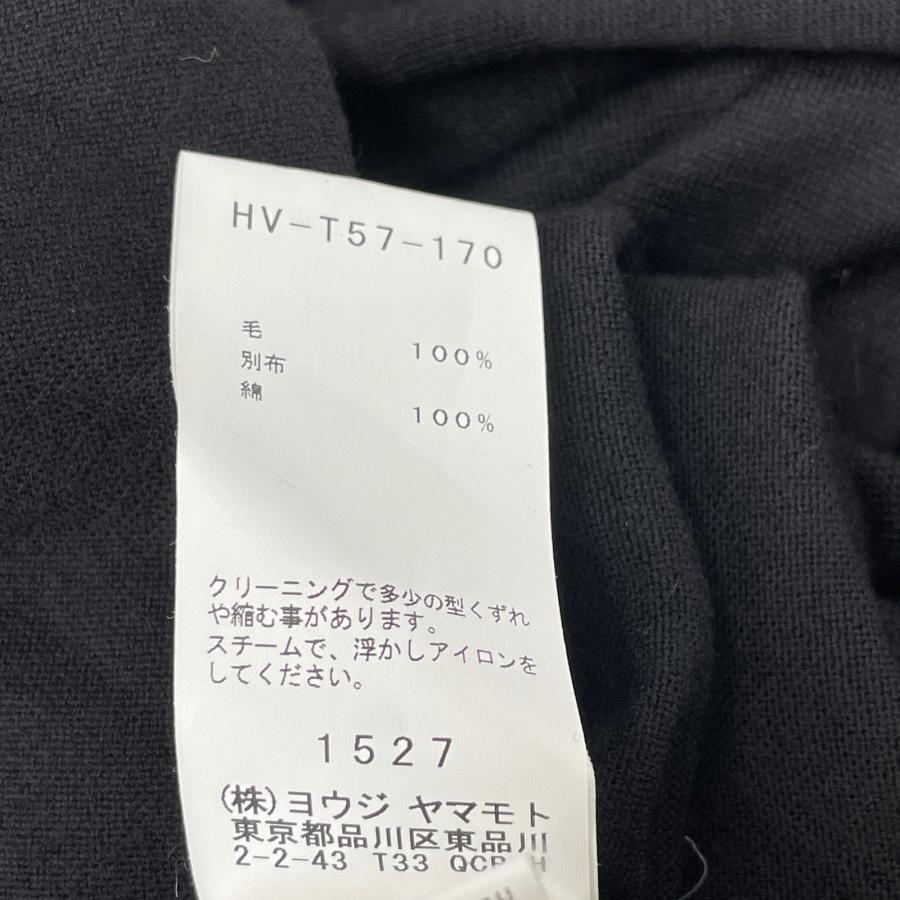 HV-T57-170
毛 100%
別布
綿 100%
クリーニングで多少の型くずれ
や縮む事があります。
スチームで、浮かしアイロンを
してください。
1527
(株)ヨウジ ヤマモト
東京都品川区東品川
2-2-43 T33